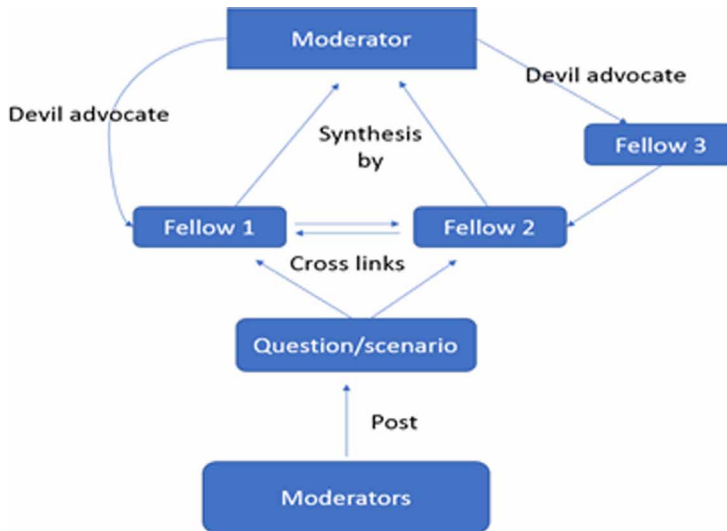 Moderator
Devil advocate
Devil advocate
Synthesis
by
Fellow 3
Fellow 1
Fellow 2
Cross links
Question/scenario
Post
Moderators